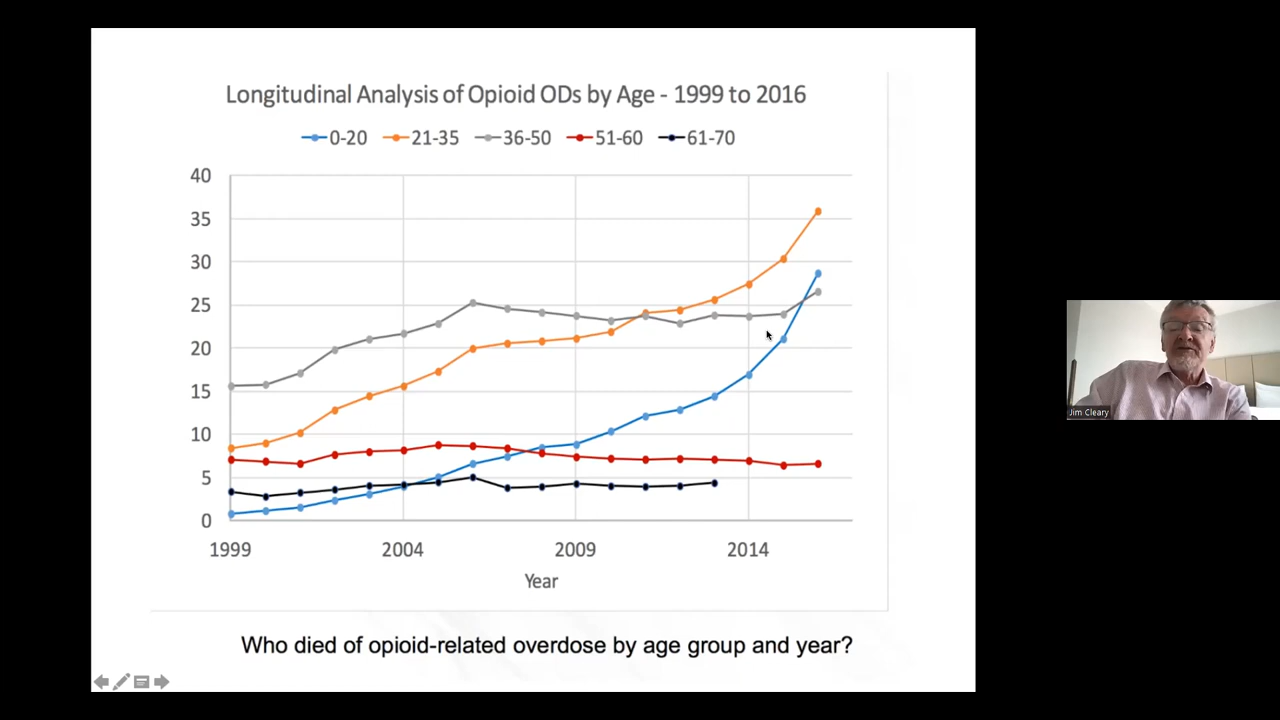 Longitudinal Analysis of Opioid ODs by Age - 1999 to 2016
0-20 21-35 36-50 51-60 61-70
40
35
30
25
20
15
10
5
0
1999 2004 2009 2014
Year
Who died of opioid-related overdose by age group and year?
Jim Cleary